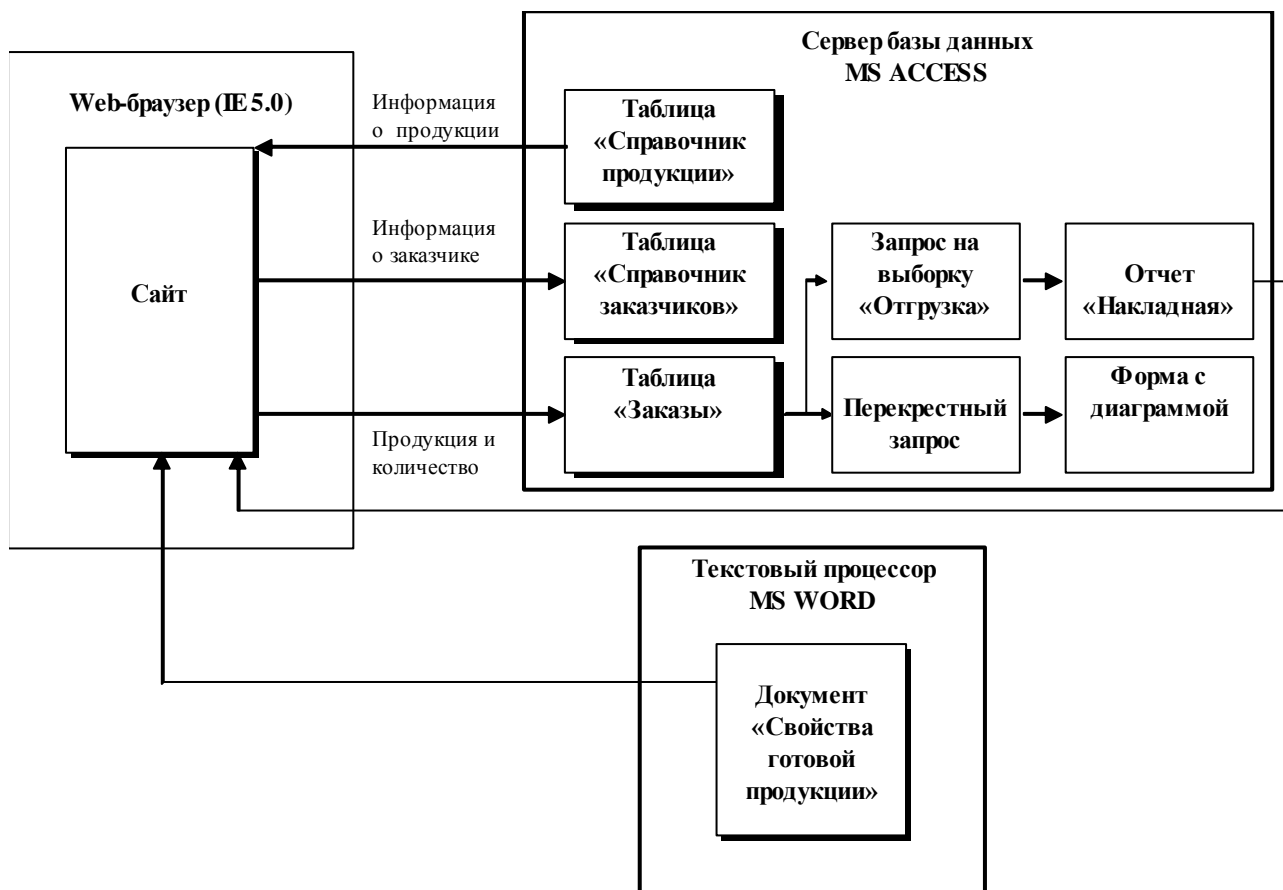 Сервер базы данных
MS ACCESS
Web-браузер (IE 5.0)
Информация
о продукции
Таблица
«Справочник
продукции»
Информация
о заказчике
Сайт
Таблица
«Справочник
заказчиков»
Запрос на
выборку
«Отгрузка»
Отчет
«Накладная»
Таблица
«Заказы»
Перекрестный
запрос
Форма с
диаграммой
Продукция и
количество
Текстовый процессор
MS WORD
Документ
«Свойства
готовой
продукции»